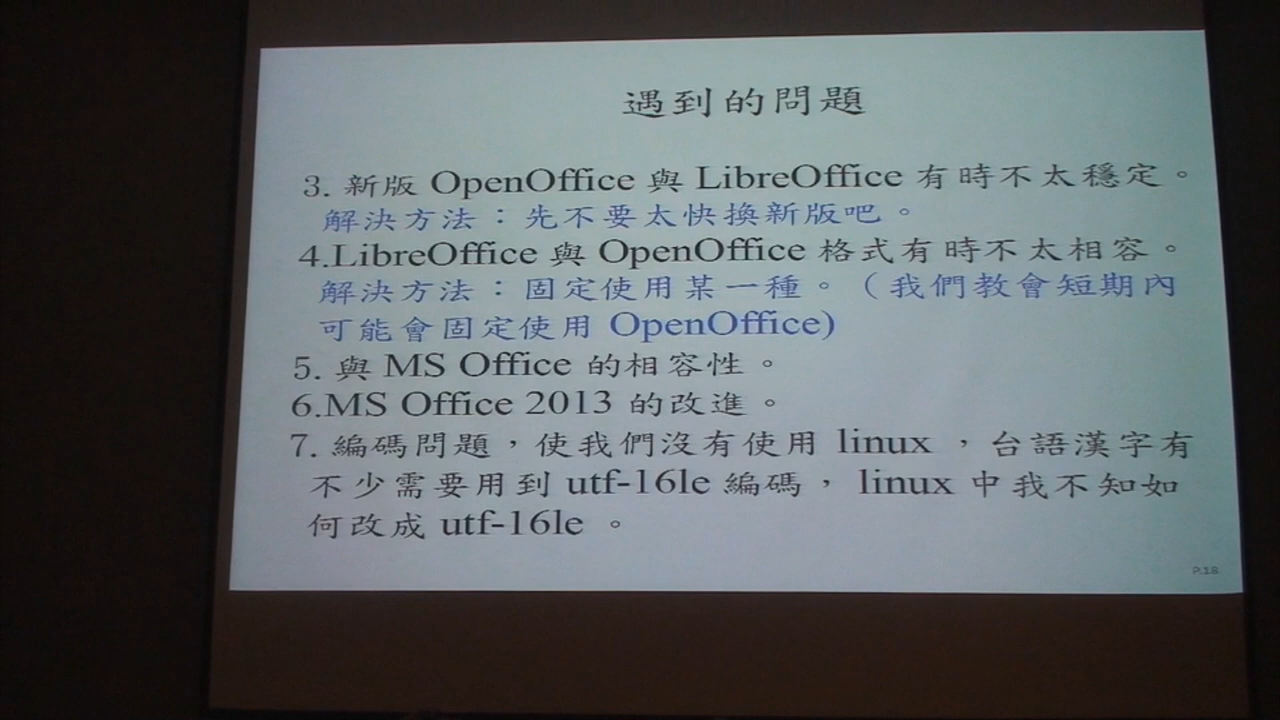 遇到的問題
3. 新版 OpenOffice 與 LibreOffice 有時不太穩定。
解決方法：先不要太快換新版吧。
4.LibreOffice 與 OpenOffice 格式有時不太相容。
解決方法：固定使用某一種。（我們教會短期內
可能會固定使用 OpenOffice)
5. 與 MS Office 的相容性。
6.MS Office 2013 的改進。
7. 編碼問題，使我們沒有使用 linux ，台語漢字有
不少需要用到 utf-16le 編碼， linux 中我不知如
何改成 utf-16le 。
P.18